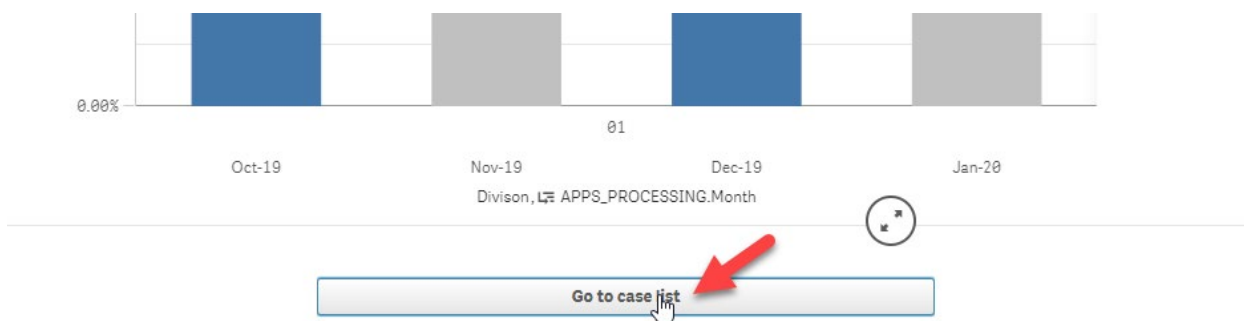 0.00%
01
Oct-19 Nov-19 Dec-19 Jan-20
Divison, APPS_PROCESSING.Month
Go to case list